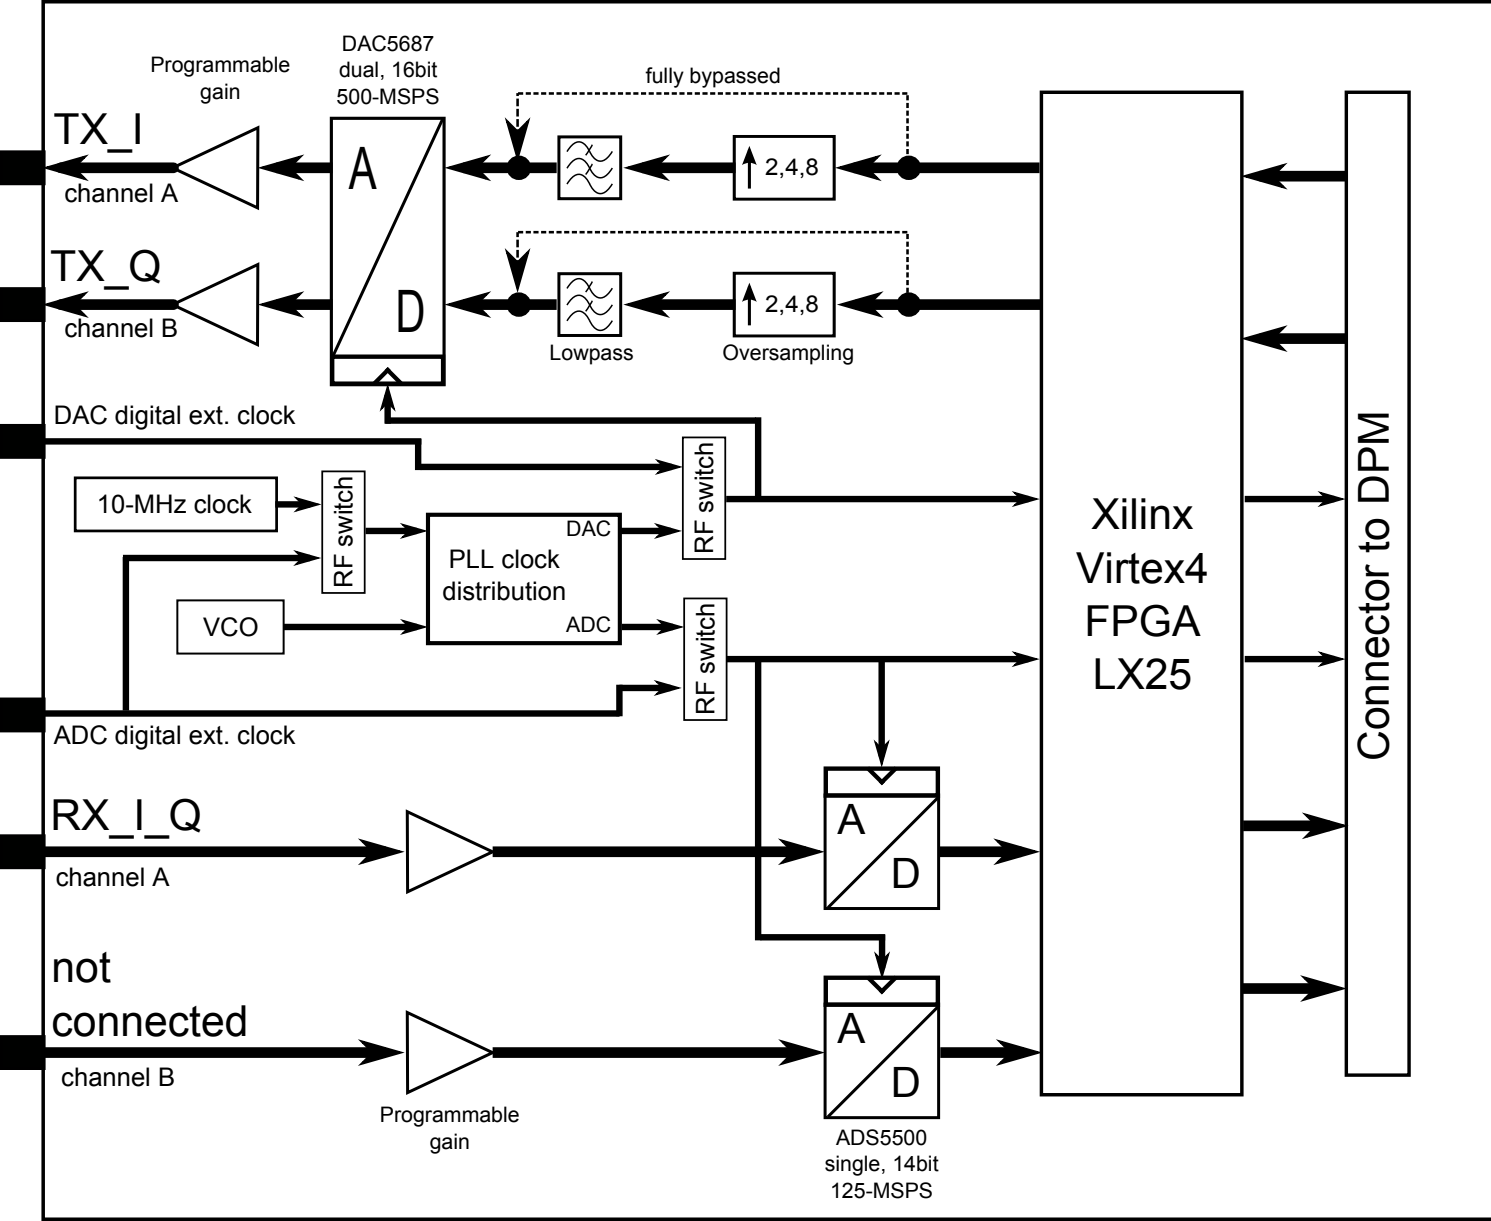 DAC5687
dual, 16bit
500-MSPS
Programmable
gain
fully bypassed
TX_I
channel A
A
D
2,4,8
TX_Q
channel B
2,4,8
Lowpass
Oversampling
DAC digital ext. clock
10-MHz clock
RF switch
VCO
PLL clock
distribution
DAC
ADC
RF switch
RF switch
ADC digital ext. clock
Xilinx
Virtex4
FPGA
LX25
Connector to DPM
RX_I_Q
channel A
A
D
not
connected
channel B
Programmable
gain
A
D
ADS5500
single, 14bit
125-MSPS